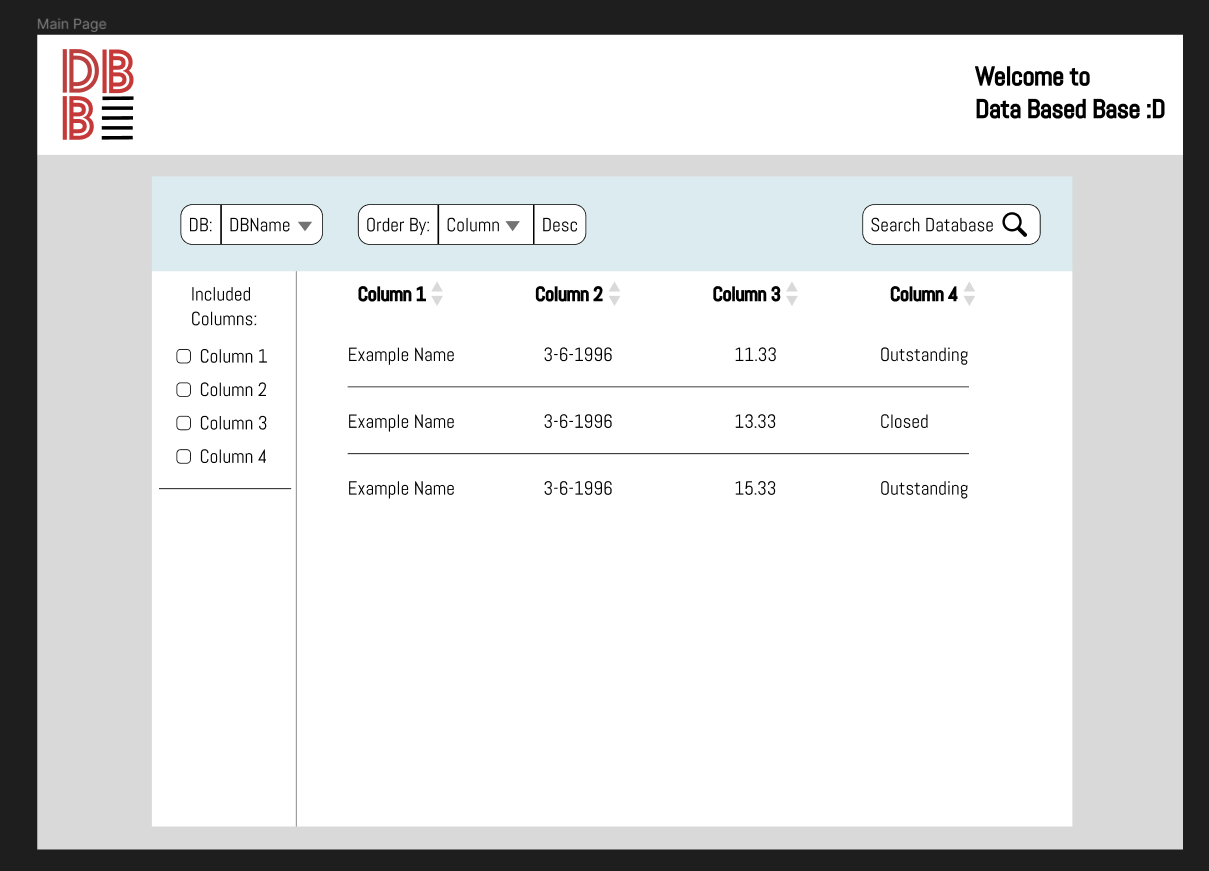 Main Page
DB
B
Welcome to
Data Based Base :D
DB: DBName
Order By: Column Desc
Search Database
Included
Columns:
Column 1
Column 2
Column 3
Column 4
Column 1 Column 2 Column 3 Column 4
Example Name 3-6-1996 11.33 Outstanding
Example Name 3-6-1996 13.33 Closed
Example Name 3-6-1996 15.33 Outstanding